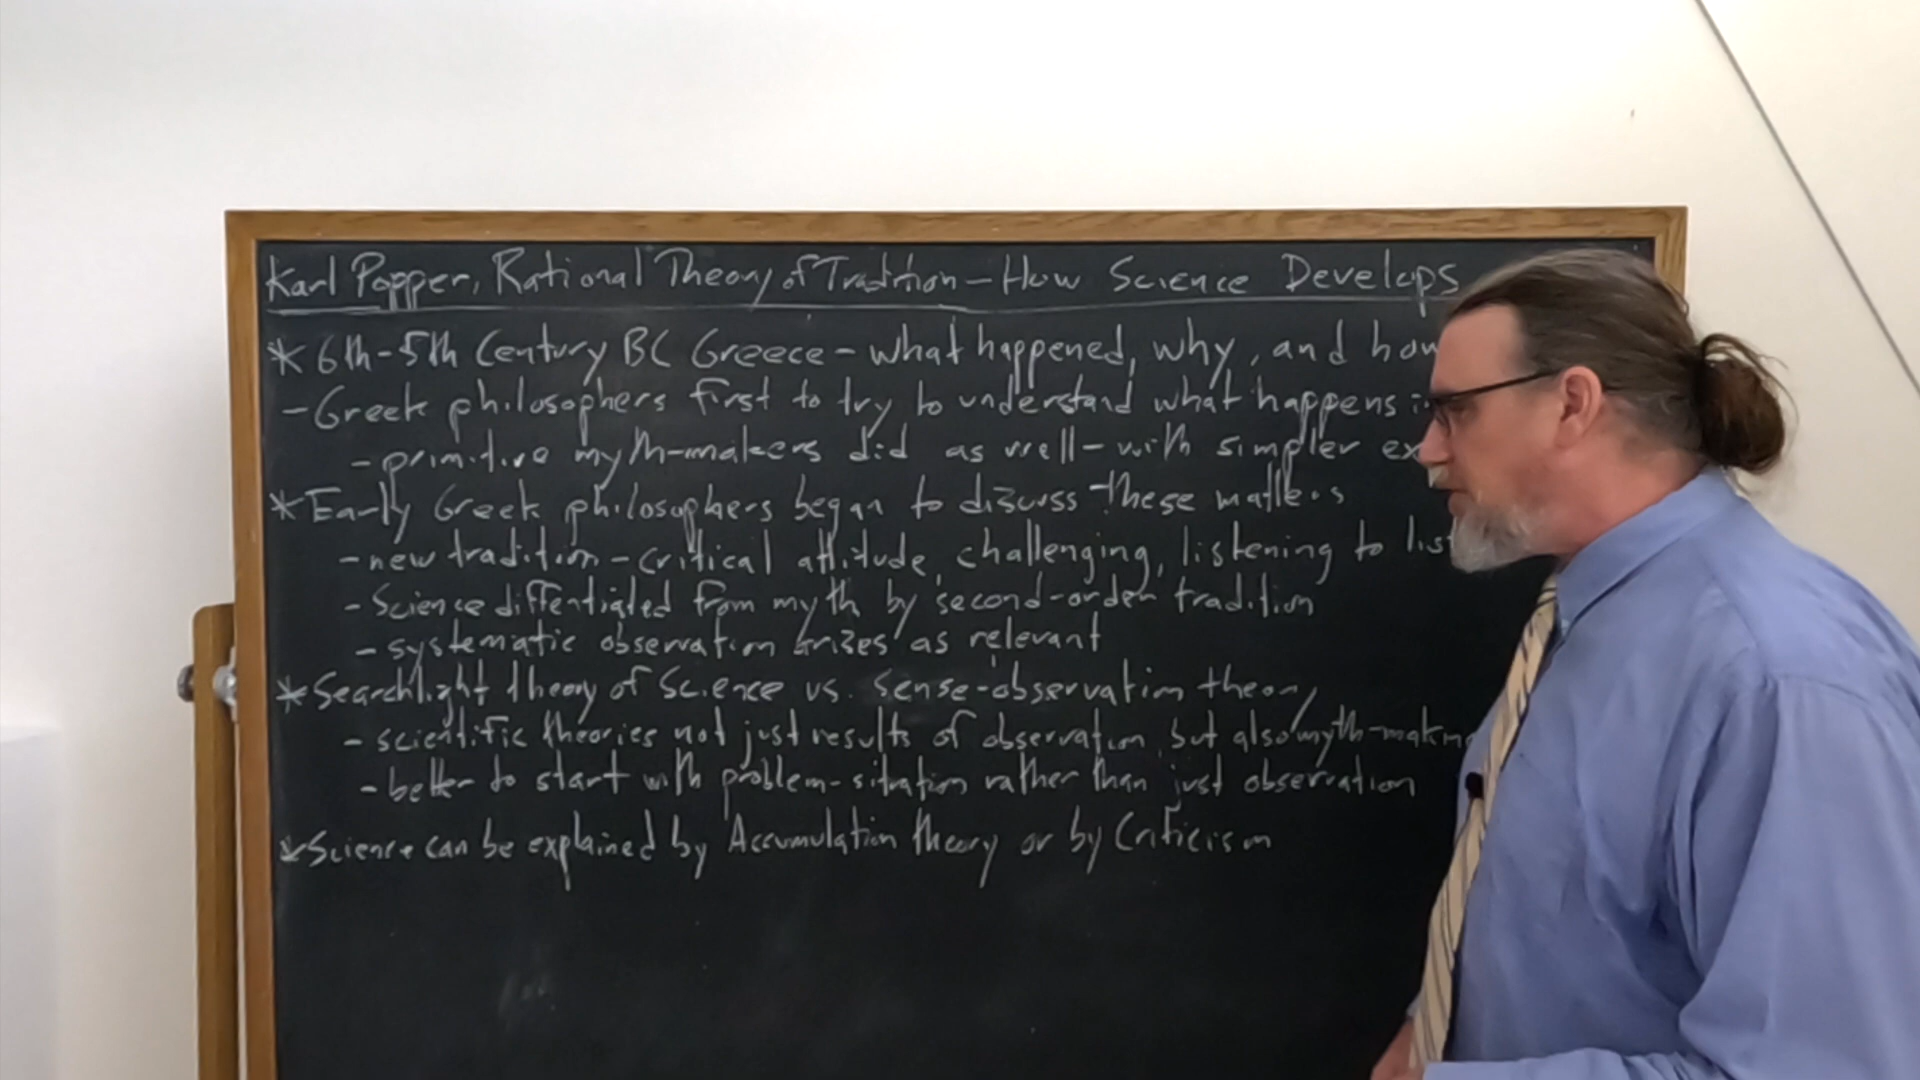 Karl Popper, Rational Theory of Tradition - How Science Develops
* 6th-5th Century BC Greece - what happened, why, and how
- Greek philosophers first to try to understand what happens
- primitive myth-makers did as well - with simpler
* Early Greek philosophers began to discuss these matters
- new tradition - critical attitude, challenging, listening to
- Science differntiated from myth by second-order tradition
- systematic observation arises as relevant
* Searchlight theory of Science vs. sense-observation theory
- scientific theories not just results of observation, but also myth-making
- better to start with problem-situation rather than just observation
* Science can be explained by Accumulation theory or by Criticism